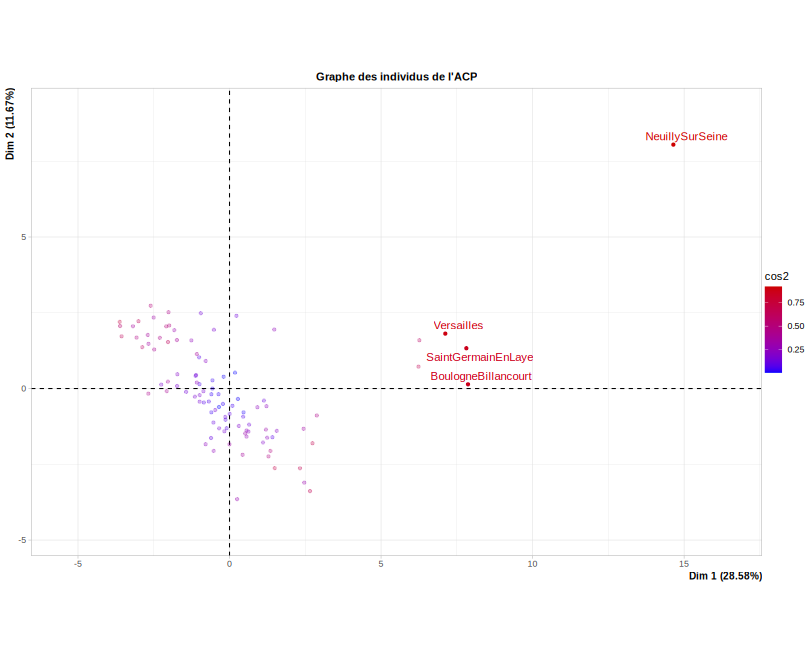 Graphe des individus de l'ACP
Dim 2 (11.67%)
NeuillySurSeine
5
cos2
0.75
Versailles
0.50
SaintGermainEnLaye
0.25
BoulogneBillancourt
0
-5
-5 0 5 10 15
Dim 1 (28.58%)